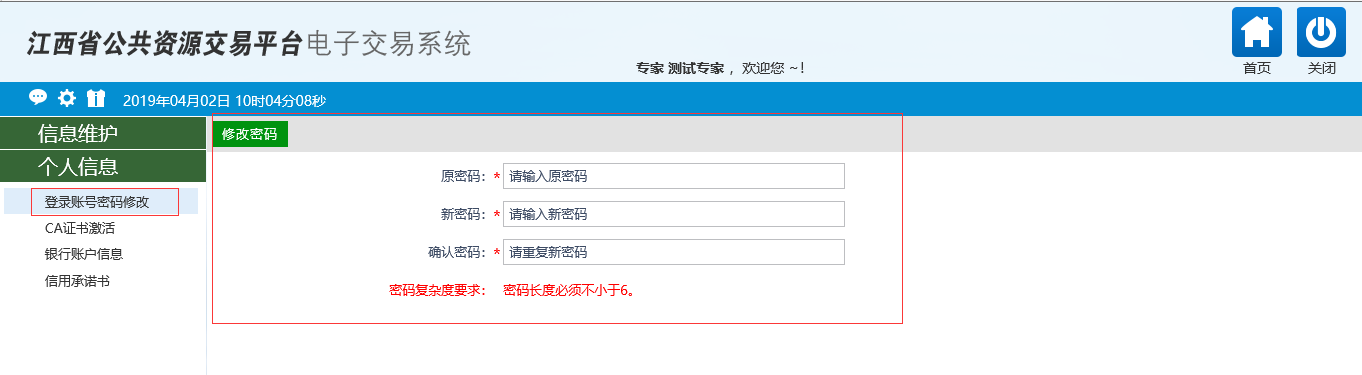 江西省公共资源交易平台电子交易系统
专家 测试专家 ，欢迎您 ~！
首页
关闭
2019年04月02日 10时04分08秒
信息维护
个人信息
登录账号密码修改
CA证书激活
银行账户信息
信用承诺书
修改密码
原密码：* 请输入原密码
新密码：* 请输入新密码
确认密码：* 请重复新密码
密码复杂度要求： 密码长度必须不小于6。